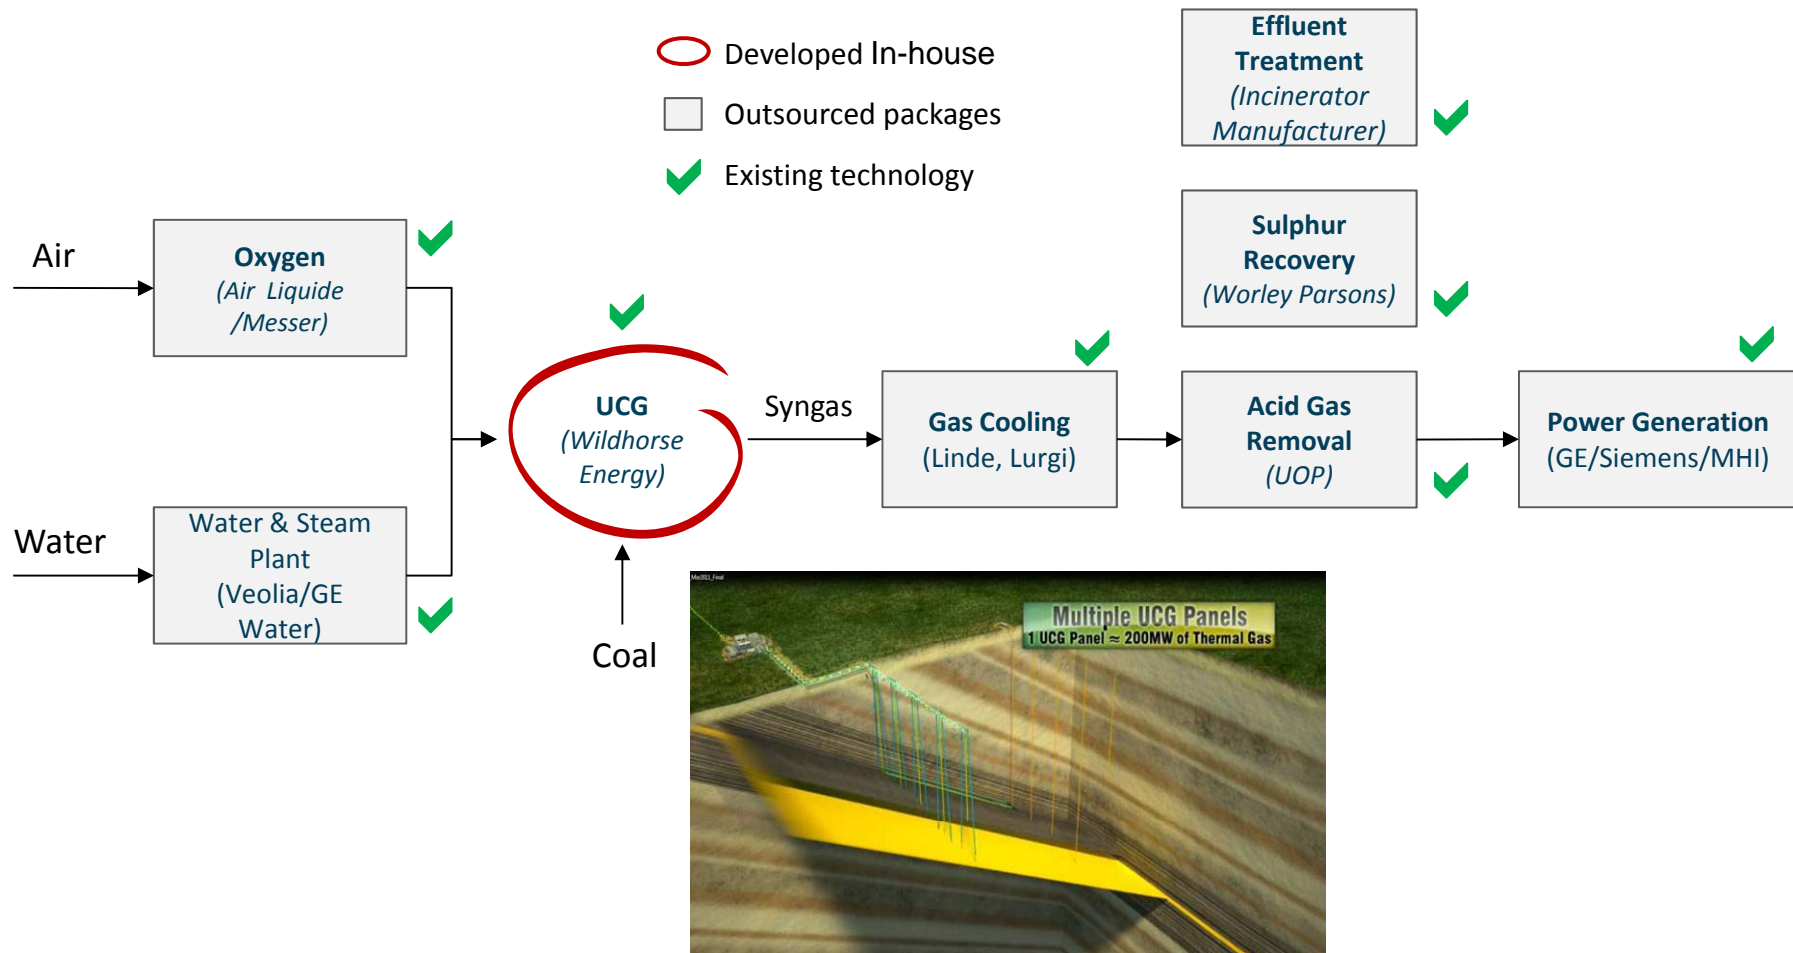 Developed In-house
Outsourced packages
Existing technology
Effluent
Treatment
(Incinerator
Manufacturer)
Sulphur
Recovery
(Worley Parsons)
Air
Oxygen
(Air Liquide
/Messer)
Water
Water & Steam
Plant
(Veolia/GE
Water)
UCG
(Wildhorse
Energy)
Coal
Syngas
Gas Cooling
(Linde, Lurgi)
Acid Gas
Removal
(UOP)
Power Generation
(GE/Siemens/MHI)
Multiple UCG Panels
1 UCG Panel ≈ 200MW of Thermal Gas